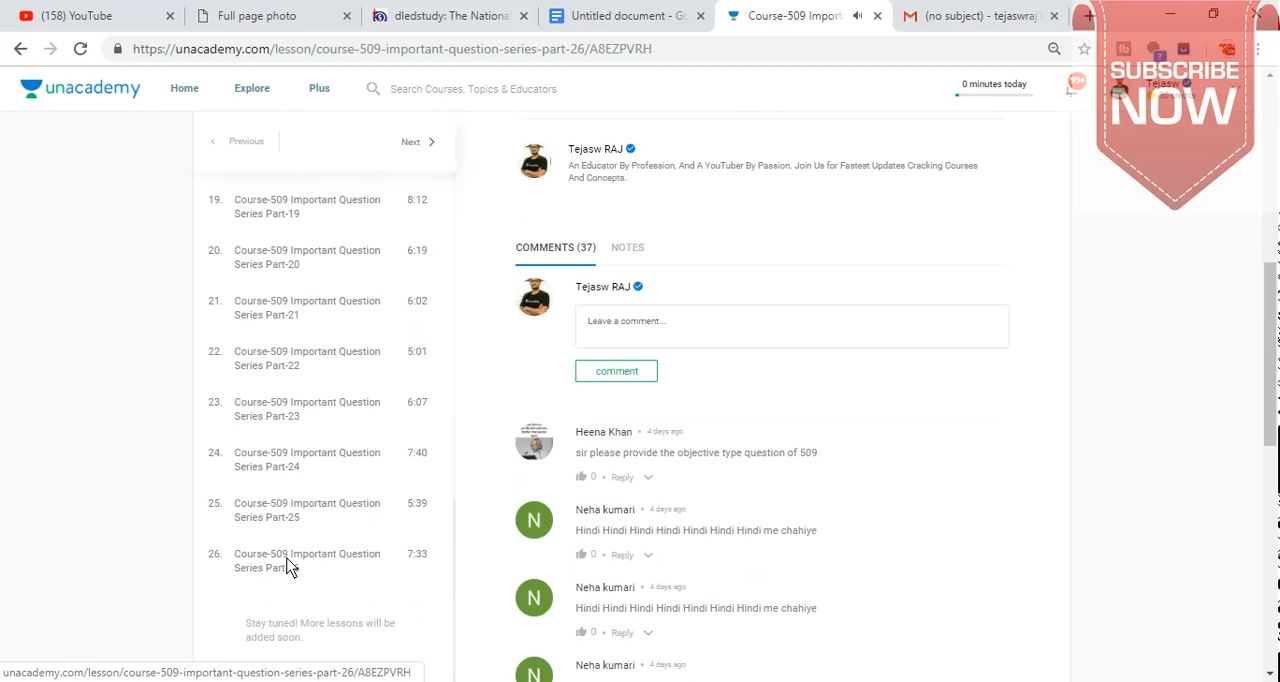 (158) YouTube
Full page photo
dledstudy: The Nationa
Untitled document - Go
Course-509 Import
(no subject) - tejaswraj
https://unacademy.com/lesson/course-509-important-question-series-part-26/A8EZPVRH
SUBSCRIBE
NOW
unacademy
Home
Explore
Plus
Search Courses, Topics & Educators
0 minutes today
99+
Tejasw
Previous
Next
19. Course-509 Important Question 8:12
Series Part-19
20. Course-509 Important Question 6:19
Series Part-20
21. Course-509 Important Question 6:02
Series Part-21
22. Course-509 Important Question 5:01
Series Part-22
23. Course-509 Important Question 6:07
Series Part-23
24. Course-509 Important Question 7:40
Series Part-24
25. Course-509 Important Question 5:39
Series Part-25
26. Course-509 Important Question 7:33
Series Part
Stay tuned! More lessons will be
added soon.
Tejasw RAJ
An Educator By Profession, And A YouTuber By Passion. Join Us for Fastest Updates Cracking Courses
And Concepts.
COMMENTS (37) NOTES
Tejasw RAJ
Leave a comment...
comment
Heena Khan • 4 days ago
sir please provide the objective type question of 509
0 • Reply
Neha kumari • 4 days ago
Hindi Hindi Hindi Hindi Hindi Hindi Hindi me chahiye
0 • Reply
Neha kumari • 4 days ago
Hindi Hindi Hindi Hindi Hindi Hindi Hindi me chahiye
0 • Reply
Neha kumari • 4 days ago
N
N
N
unacademy.com/lesson/course-509-important-question-series-part-26/A8EZPVRH